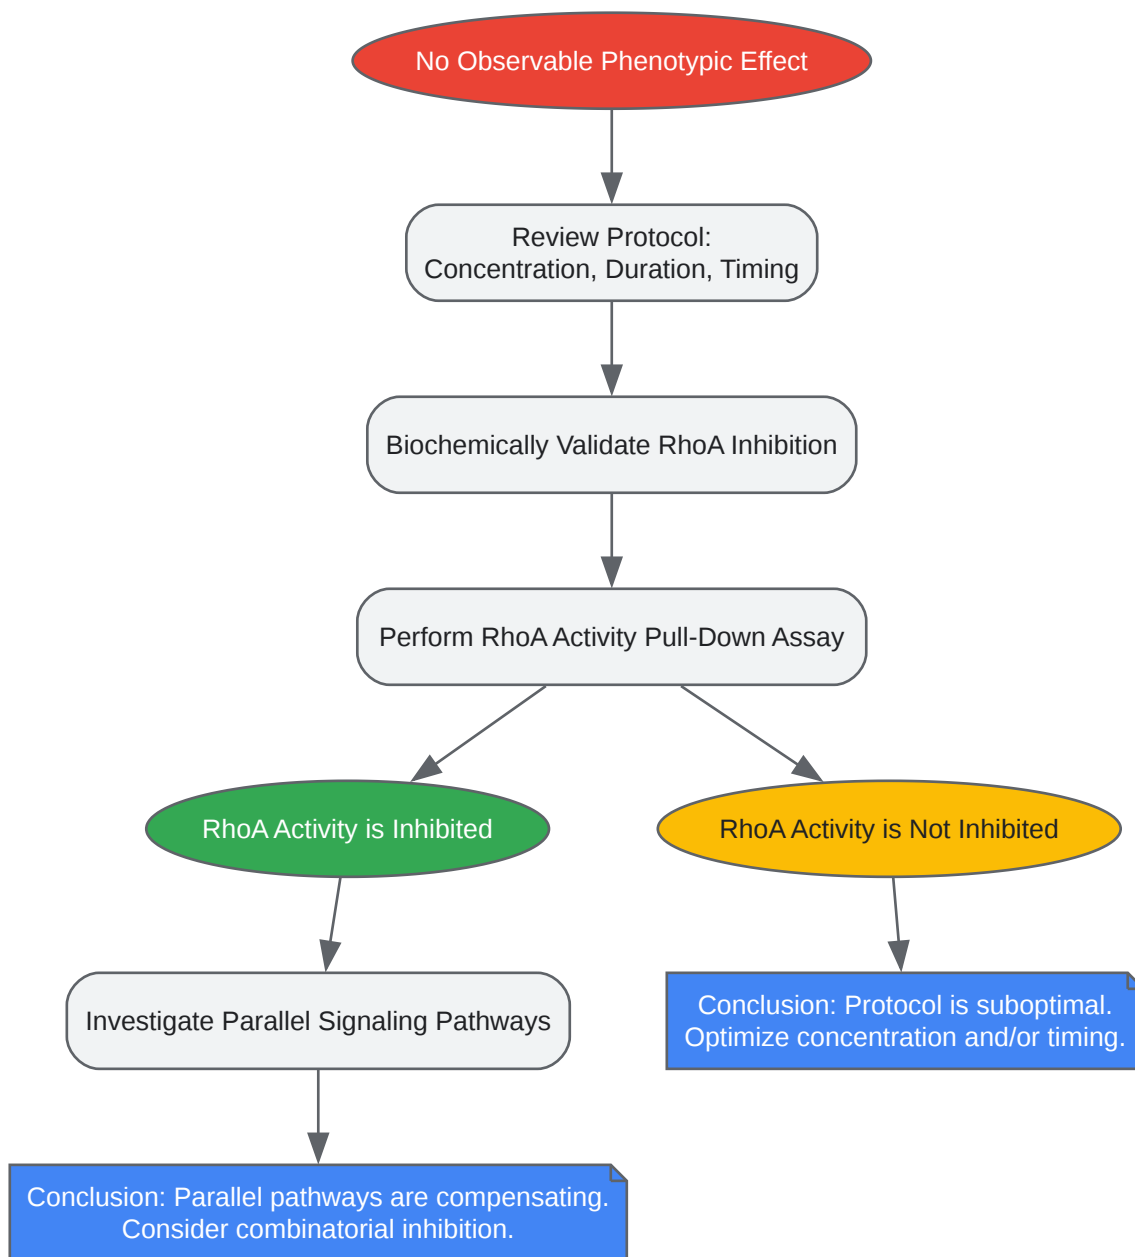 No Observable Phenotypic Effect
Review Protocol:
Concentration, Duration, Timing
Biochemically Validate RhoA Inhibition
Perform RhoA Activity Pull-Down Assay
RhoA Activity is Inhibited
RhoA Activity is Not Inhibited
Investigate Parallel Signaling Pathways
Conclusion: Protocol is suboptimal.
Optimize concentration and/or timing.
Conclusion: Parallel pathways are compensating.
Consider combinatorial inhibition.